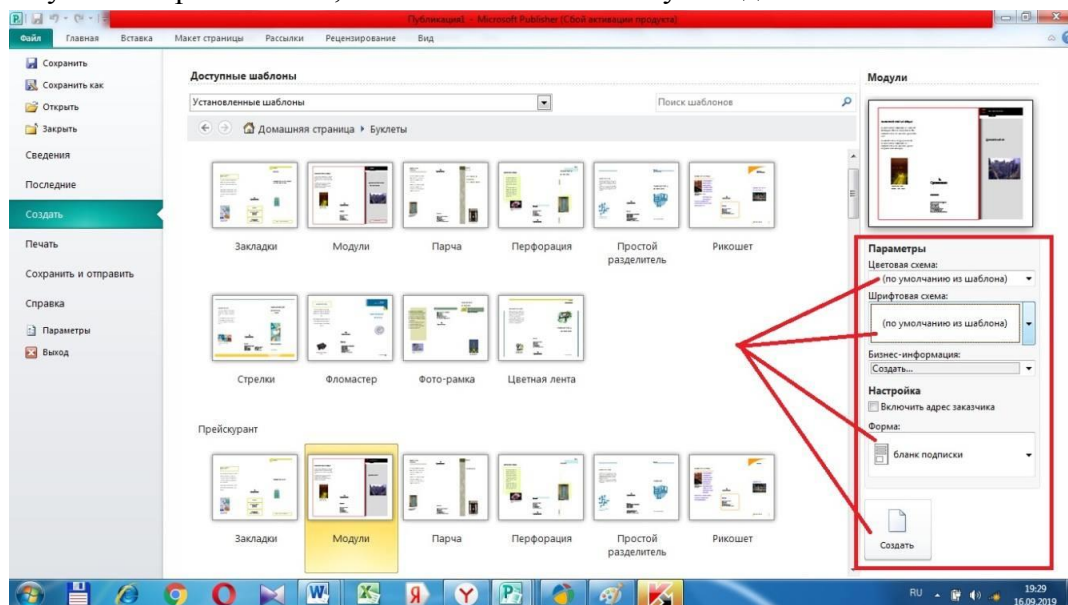 Публикация1 - Microsoft Publisher (Сбой активации продукта)
Файл Главная Вставка Макет страницы Рассылки Рецензирование Вид
Сохранить
Сохранить как
Открыть
Закрыть
Сведения
Последние
Создать
Печать
Сохранить и отправить
Справка
Параметры
Выход
Доступные шаблоны
Установленные шаблоны
Поиск шаблонов
Домашняя страница
Буклеты
Закладки Модули Парча Перфорация Простой разделитель Рикошет
Стрелки Фломастер Фото-рамка Цветная лента
Прейскурант
Закладки Модули Парча Перфорация Простой разделитель Рикошет
Модули
Параметры
Цветовая схема:
(по умолчанию из шаблона)
Шрифтовая схема:
(по умолчанию из шаблона)
Бизнес-информация:
Создать...
Настройка
Включить адрес заказчика
Форма:
бланк подписки
Создать
RU
19:29
16.09.2019